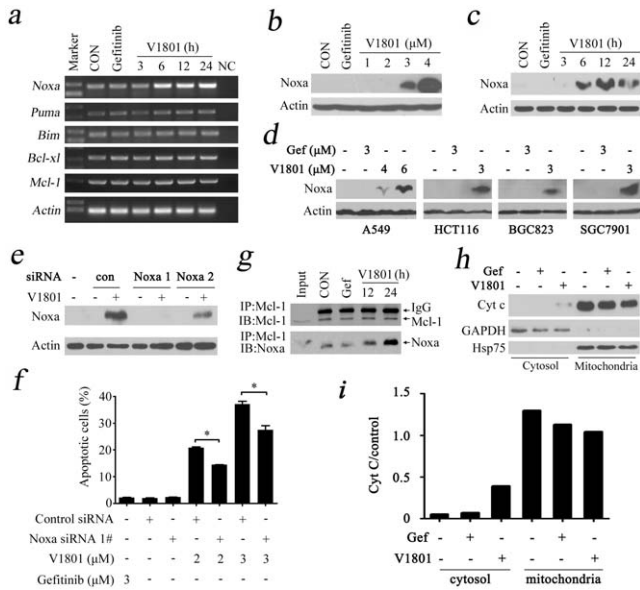 a
Marker
CON
Gefitinib
V1801 (h)
3 6 12 24 NC
Noxa
Puma
Bim
Bcl-xl
Mcl-1
Actin
b
CON
Gefitinib
V1801 (μM)
1 2 3 4
Noxa
Actin
c
CON
Gefitinib
V1801 (h)
3 6 12 24
Noxa
Actin
d
Gef (μM) - 3 - - - 3 - - 3 - - 3 -
V1801 (μM) - - 4 6 - - 3 - - 3 - - 3
Noxa
Actin
A549 HCT116 BGC823 SGC7901
e
siRNA - con Noxa 1 Noxa 2
V1801 - - + - + - +
Noxa
Actin
g
Input
CON
Gef
V1801 (h)
12 24
IP:Mcl-1
IB:Mcl-1
IgG
Mcl-1
IP:Mcl-1
IB:Noxa
Noxa
h
Gef - + - - + -
V1801 - - + - - +
Cyt c
GAPDH
Hsp75
Cytosol Mitochondria
f
Apoptotic cells (%)
50
40
30
20
10
0
* *
Control siRNA - + - + - + -
Noxa siRNA 1# - - + - + - +
V1801 (μM) - - - 2 2 3 3
Gefitinib (μM) 3 - - - - - -
i
Cyt C/control
1.5
1.0
0.5
0.0
Gef - + - - + -
V1801 - - + - - +
cytosol mitochondria